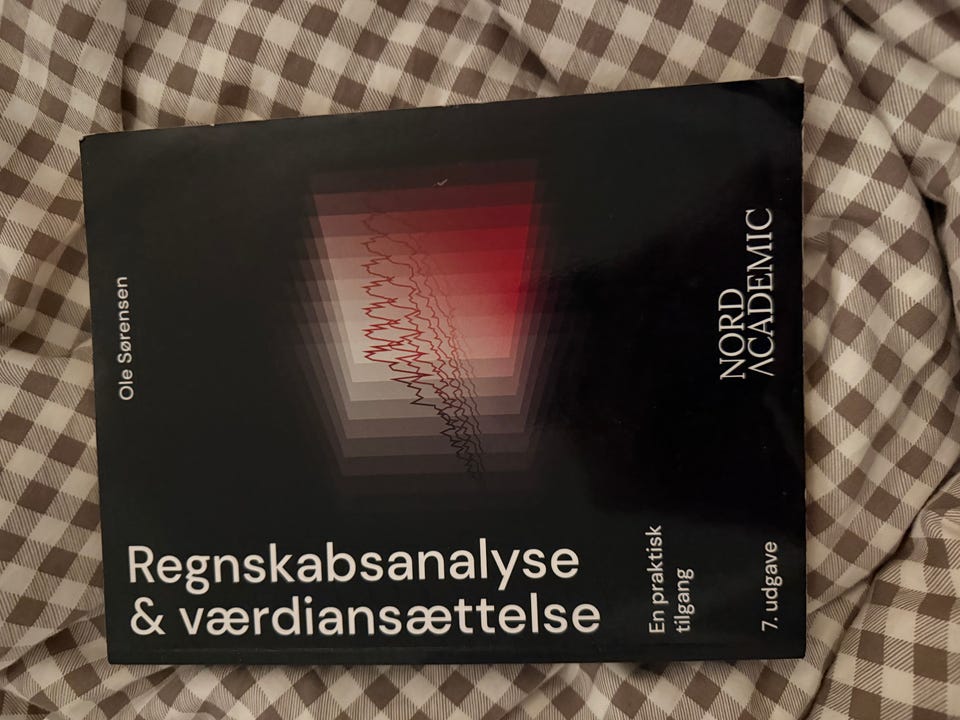 Ole Sørensen
Regnskabsanalyse
& værdiansættelse
En praktisk
tilgang
7. udgave
NORD
ACADEMIC